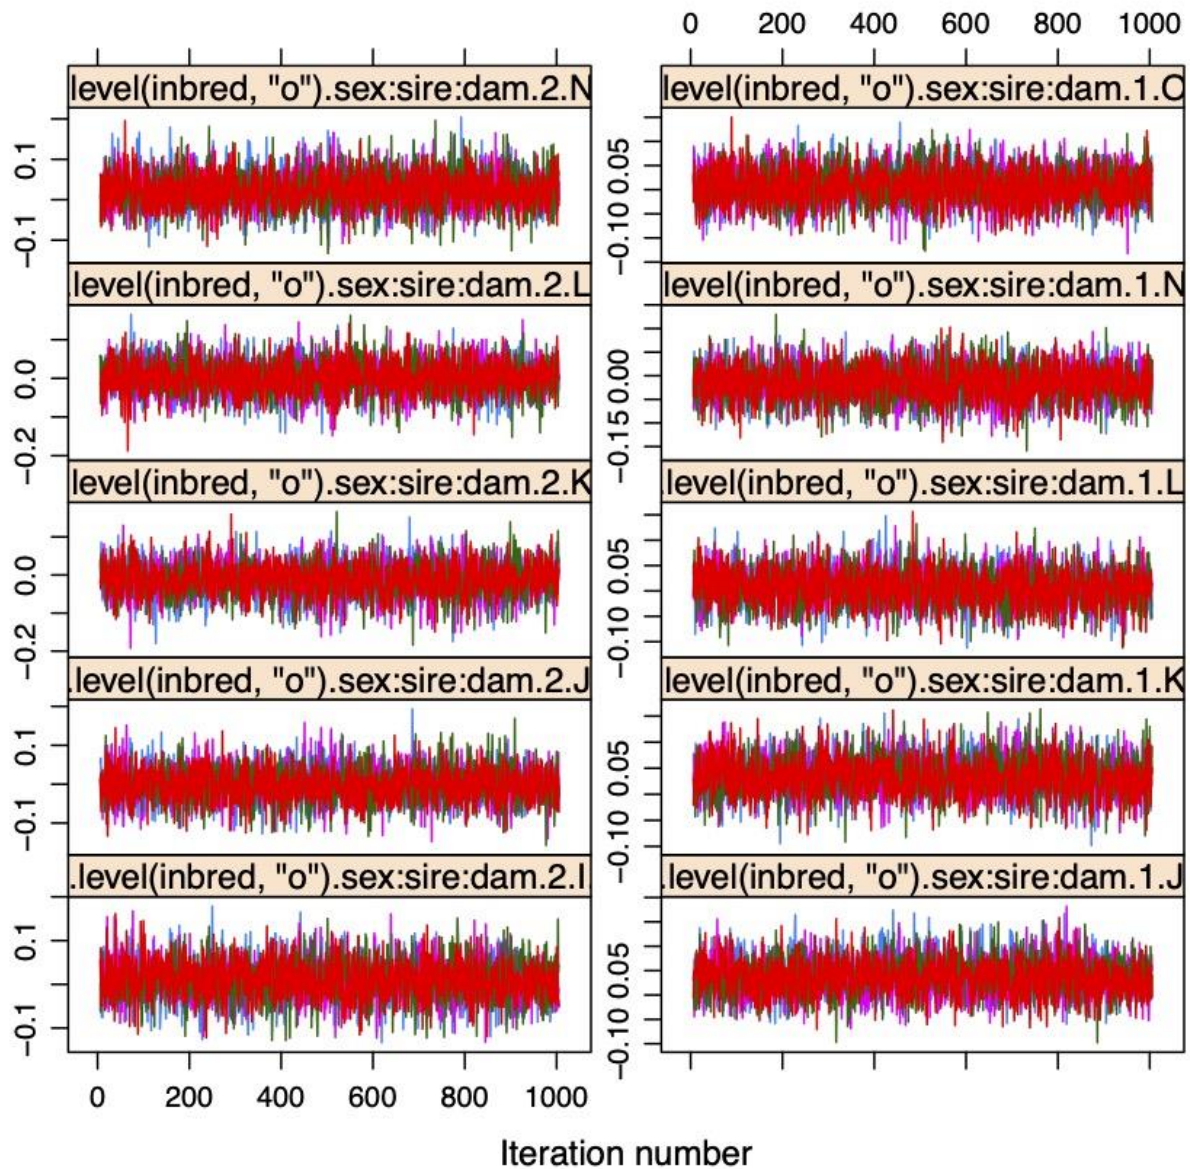 0 200 400 600 800 1000
level(inbred, "o").sex:sire:dam.2.N
level(inbred, "o").sex:sire:dam.1.O
0.1
-0.1
-0.10 0.05
.level(inbred, "o").sex:sire:dam.2.L
level(inbred, "o").sex:sire:dam.1.N
0.0
-0.2
-0.15 0.00
level(inbred, "o").sex:sire:dam.2.K
.level(inbred, "o").sex:sire:dam.1.L
0.0
-0.2
-0.10 0.05
.level(inbred, "o").sex:sire:dam.2.J
level(inbred, "o").sex:sire:dam.1.K
0.1
-0.1
-0.10 0.05
.level(inbred, "o").sex:sire:dam.2.I
.level(inbred, "o").sex:sire:dam.1.J
0.1
-0.1
-0.10 0.05
0 200 400 600 800 1000
Iteration number